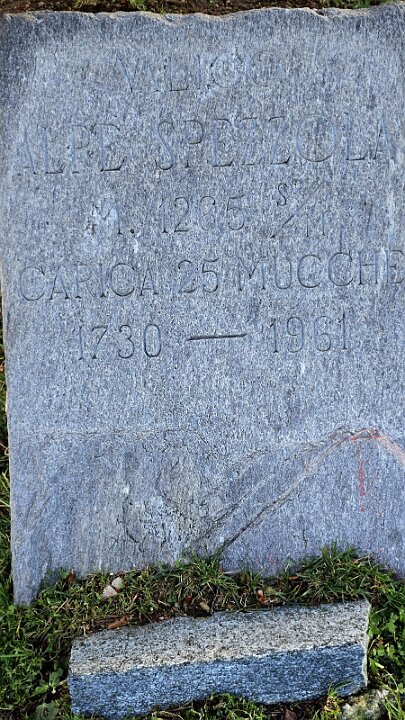 ALPE SPEZZOLA
M. 1265 S/M
CARICA 25 MUCCHE
1730 — 1961